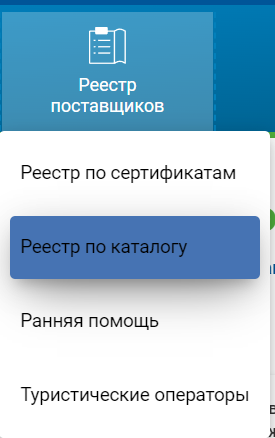 Реестр
поставщиков
Реестр по сертификатам
Реестр по каталогу
Ранняя помощь
Туристические операторы